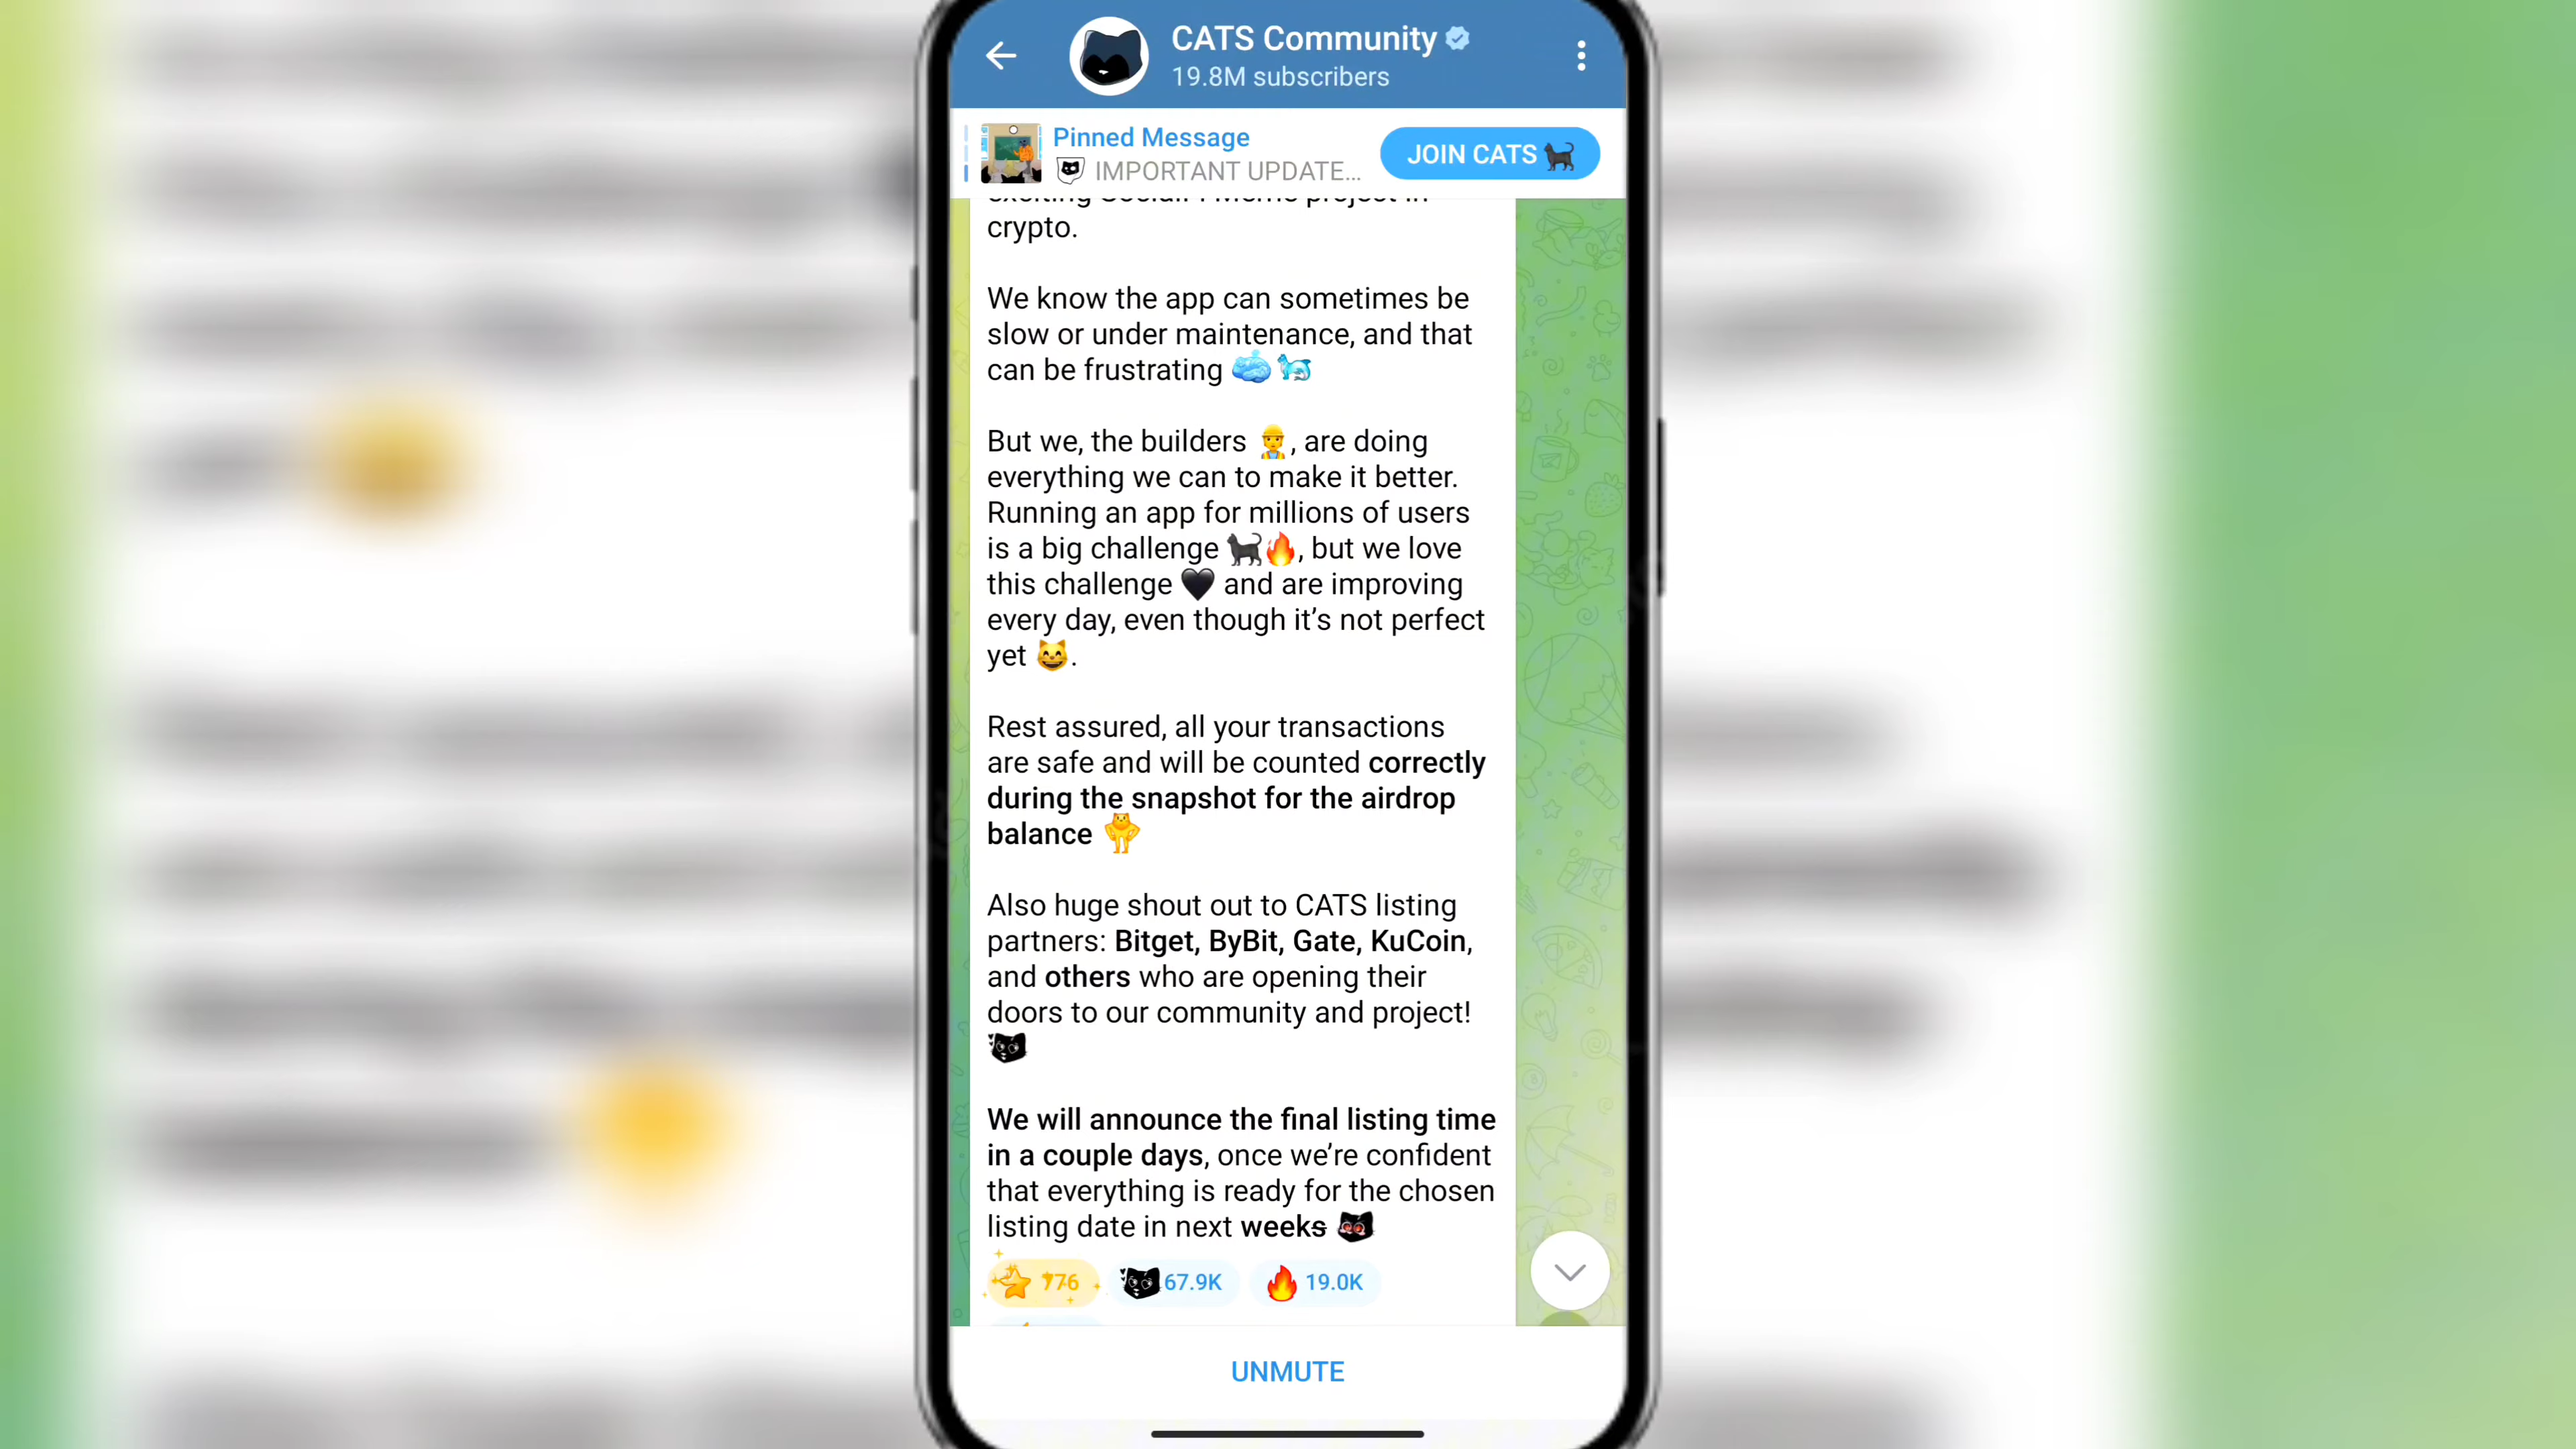 CATS Community
19.8M subscribers
Pinned Message
IMPORTANT UPDATE...
JOIN CATS 🐈‍⬛
crypto.
We know the app can sometimes be
slow or under maintenance, and that
can be frustrating
But we, the builders 👷, are doing
everything we can to make it better.
Running an app for millions of users
is a big challenge 🐈‍⬛🔥, but we love
this challenge 🖤 and are improving
every day, even though it's not perfect
yet 😸.
Rest assured, all your transactions
are safe and will be counted correctly
during the snapshot for the airdrop
balance
Also huge shout out to CATS listing
partners: Bitget, ByBit, Gate, KuCoin,
and others who are opening their
doors to our community and project!
We will announce the final listing time
in a couple days, once we're confident
that everything is ready for the chosen
listing date in next weeks
⭐ 776 67.9K 🔥 19.0K
UNMUTE